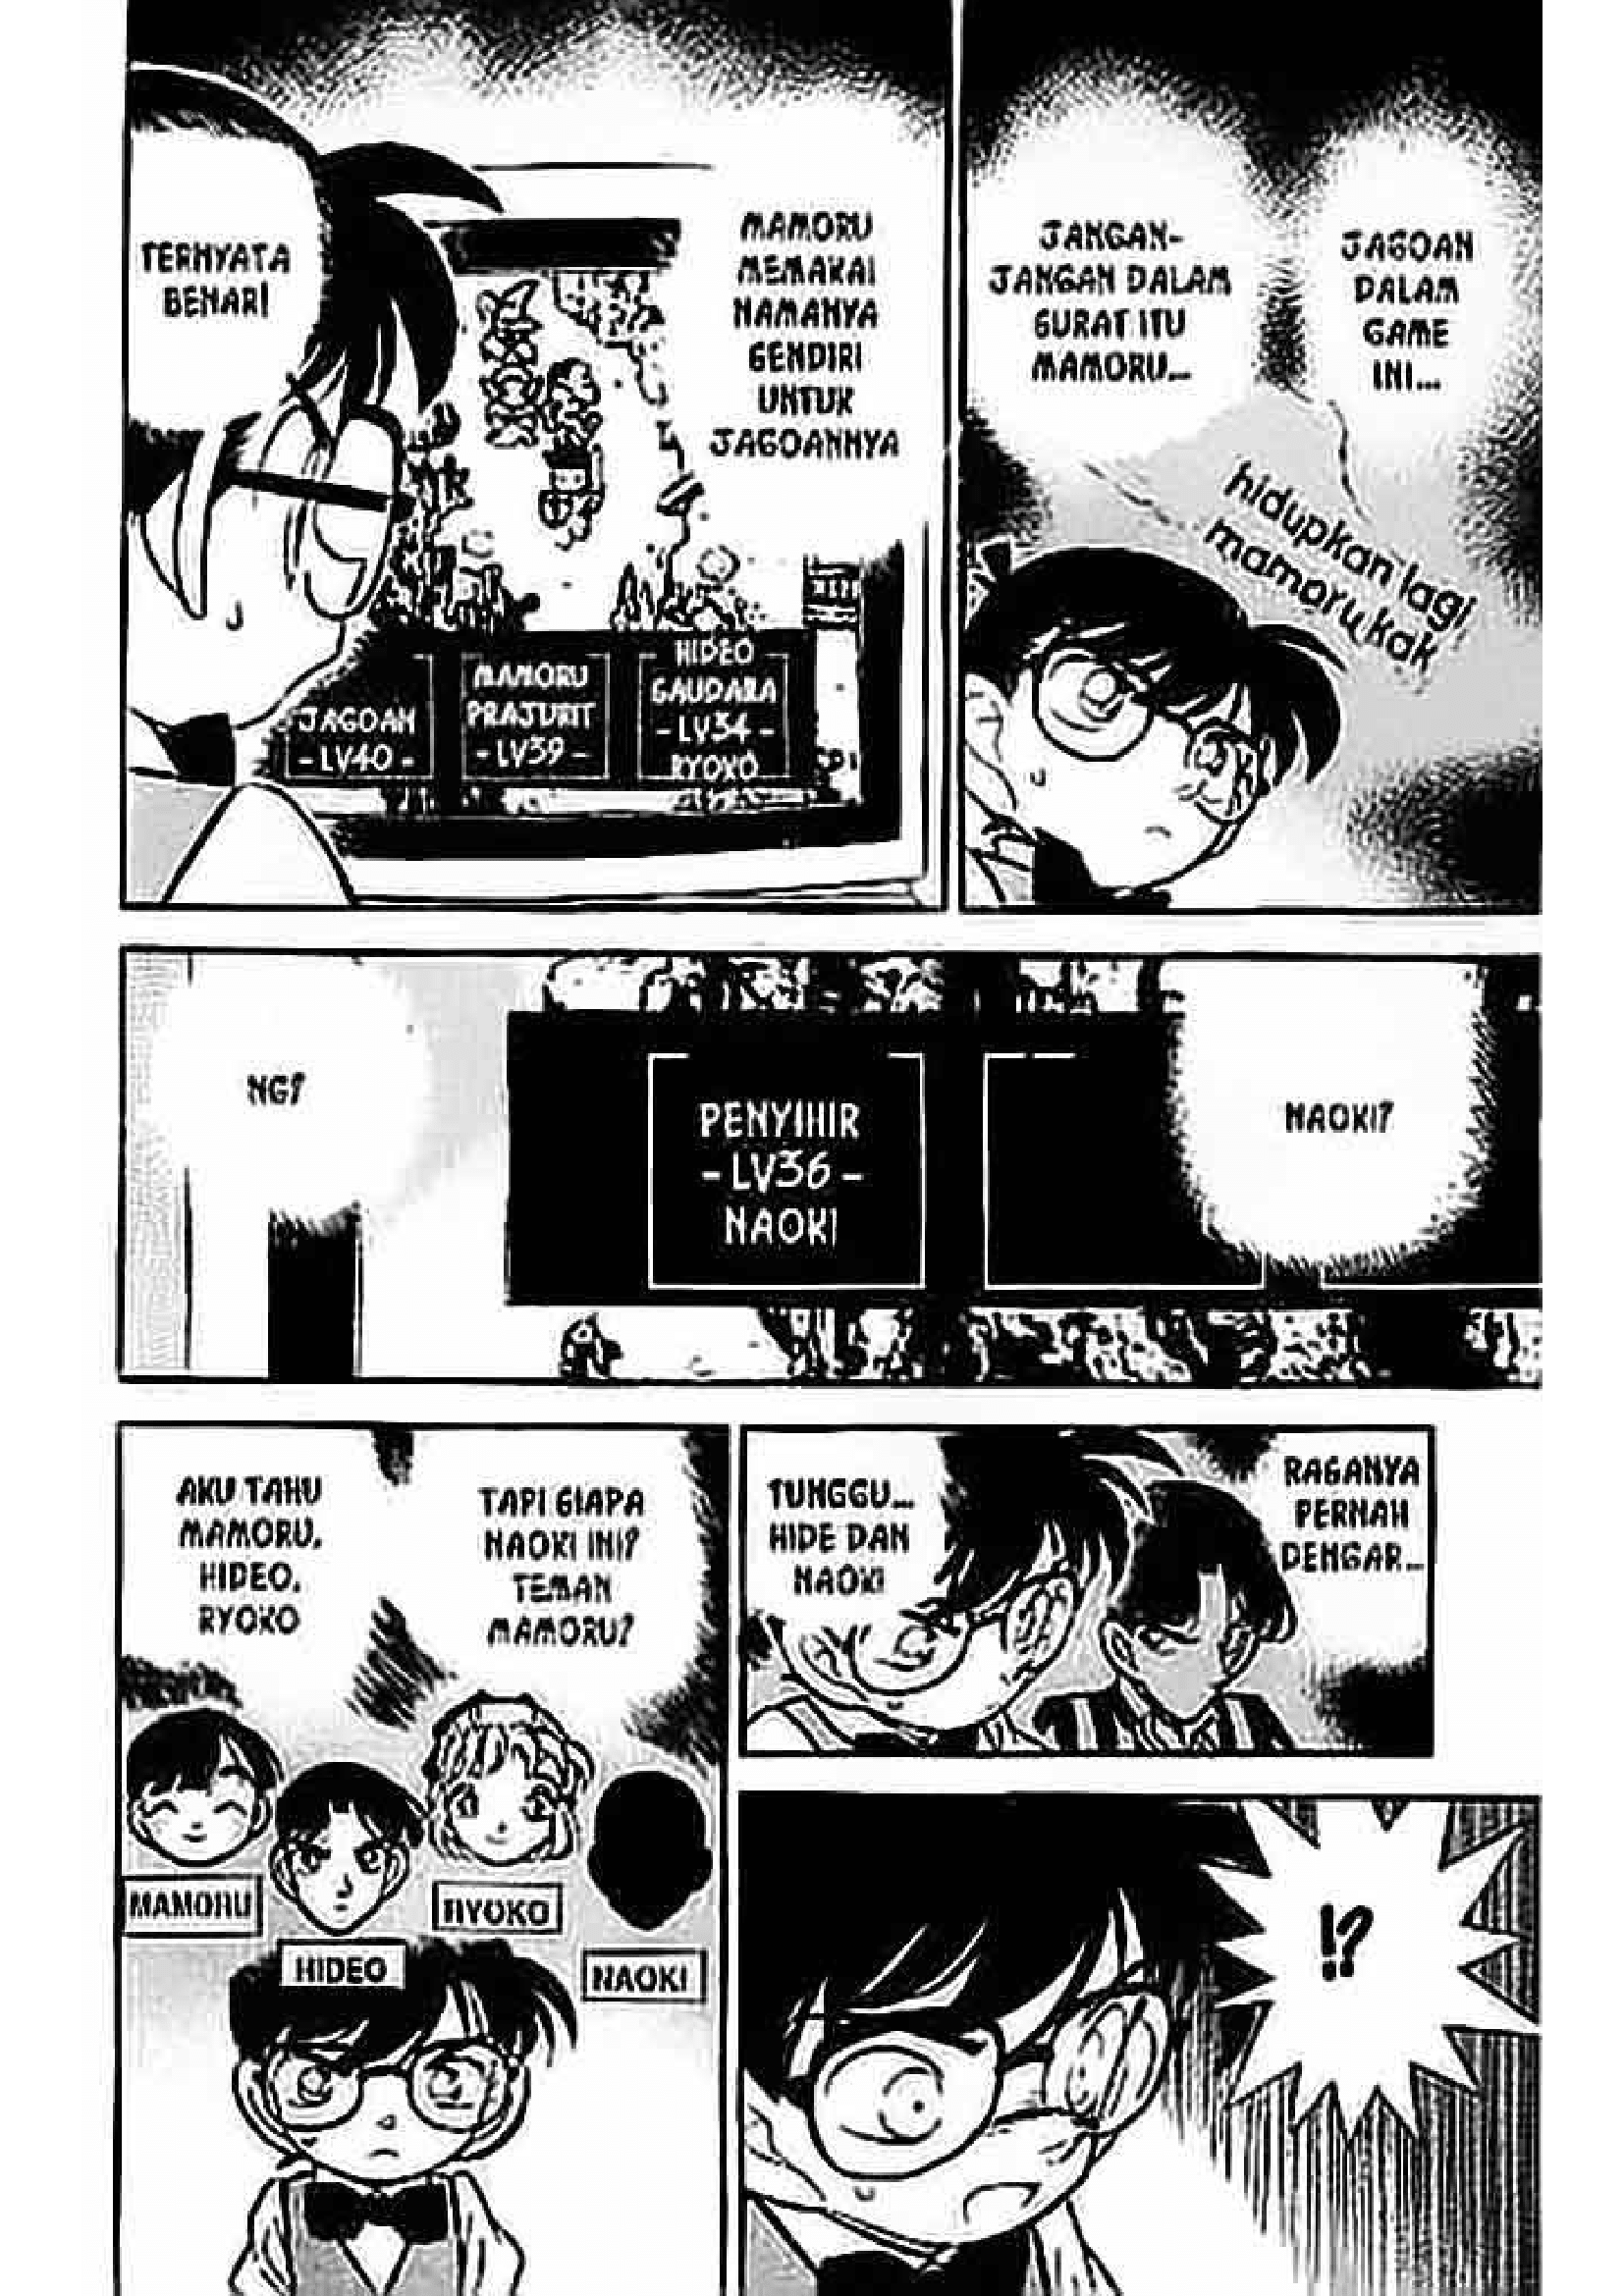 JAGOAN
DALAM
GAME
INI...
JANGAN-
JANGAN DALAM
SURAT ITU
MAMORU...
hidupkan lagi
mamoru,kak
MAMORU
MEMAKAI
NAMANYA
SENDIRI
UNTUK
JAGOANNYA
TERNYATA
BENAR!
JAGOAN
- LV40 -
MAMORU
PRAJURIT
- LV39 -
HIDEO
SAUDARA
- LV34 -
RYOKO
NAOKI?
PENYIHIR
- LV36 -
NAOKI
NG?
RASANYA
PERNAH
DENGAR...
TUNGGU...
HIDE DAN
NAOKI
TAPI SIAPA
NAOKI INI?
TEMAN
MAMORU?
AKU TAHU
MAMORU,
HIDEO,
RYOKO
MAMORU
HIDEO
RYOKO
NAOKI
!?